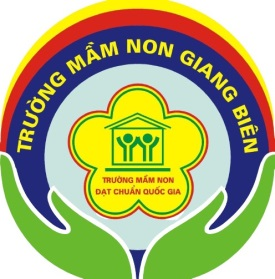 TRƯỜNG MẦM NON GIANG BIÊN
TRƯỜNG MẦM NON
ĐẠT CHUẨN QUỐC GIA